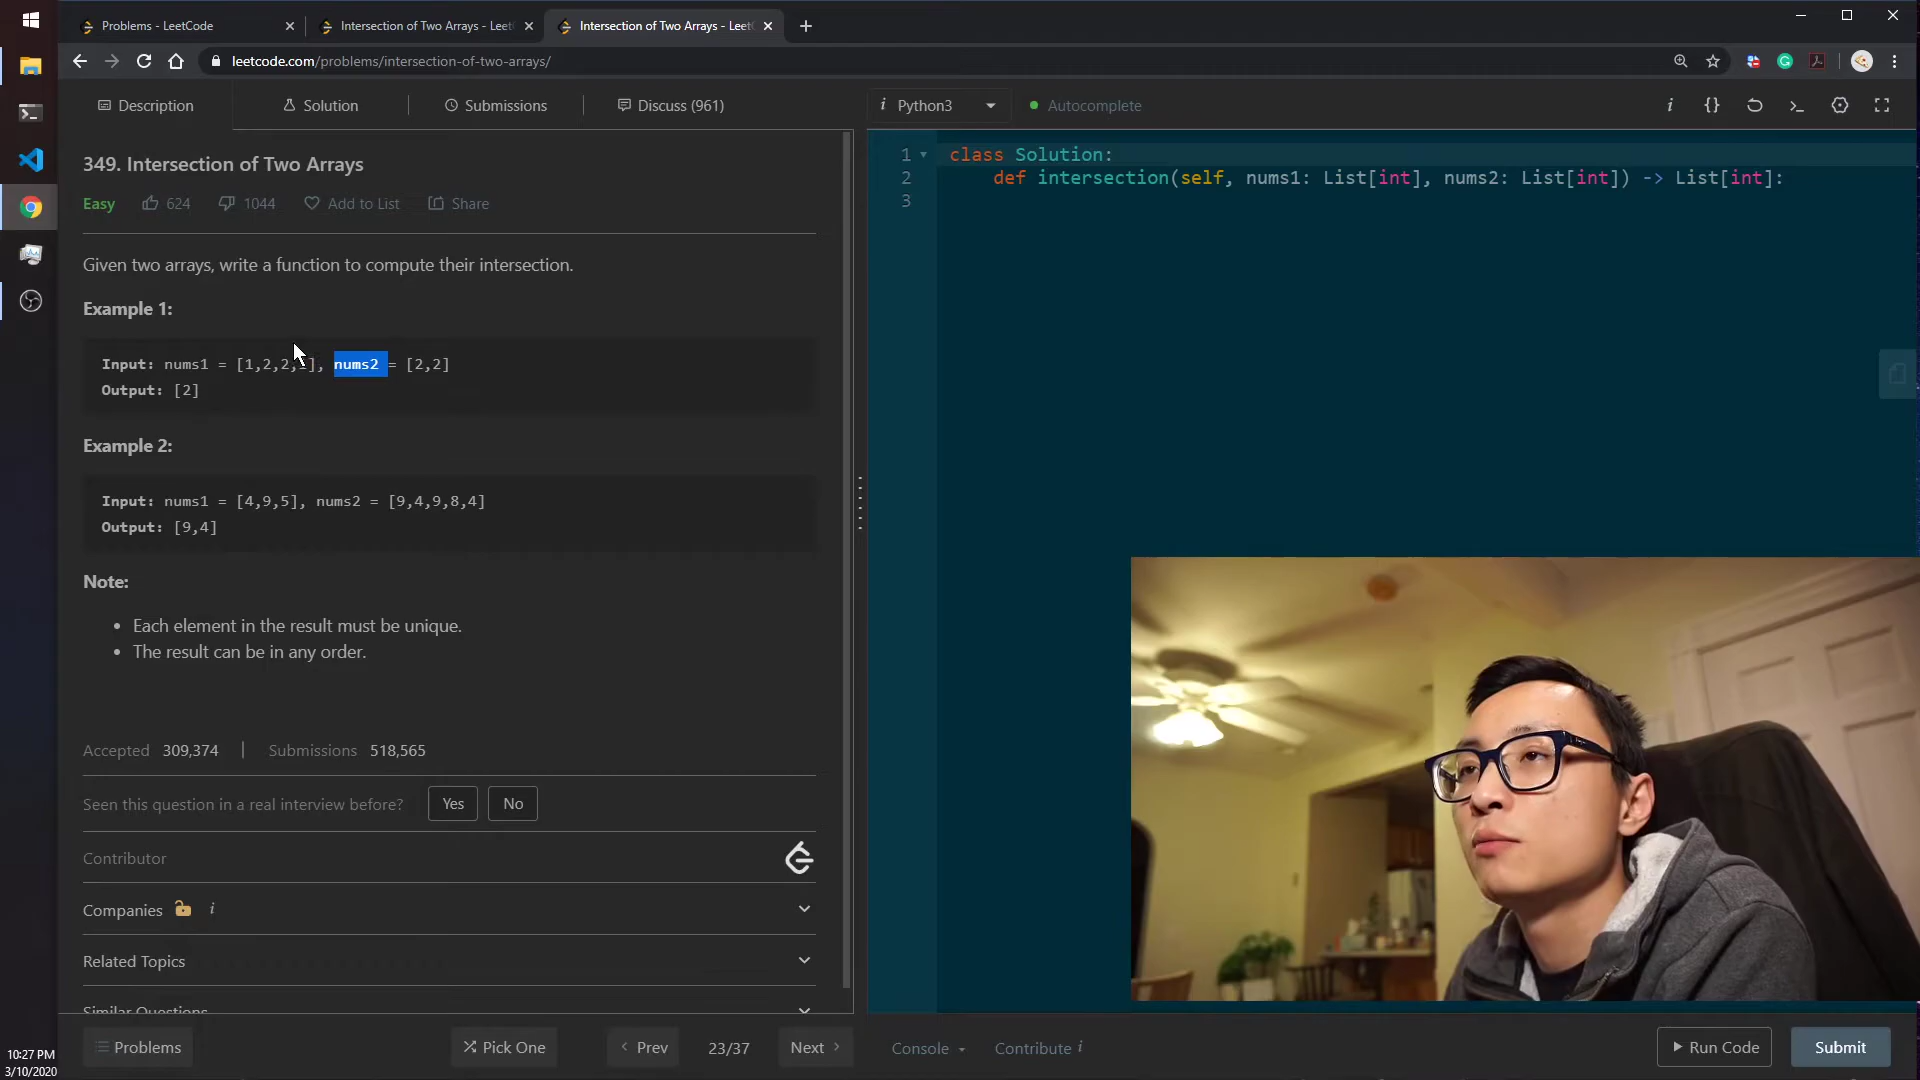 Problems - LeetCode
Intersection of Two Arrays - Leet
Intersection of Two Arrays - Leet
leetcode.com/problems/intersection-of-two-arrays/
Description
Solution
Submissions
Discuss (961)
i Python3
Autocomplete
i {}
349. Intersection of Two Arrays
Easy 624 1044 Add to List Share
Given two arrays, write a function to compute their intersection.
Example 1:
Input: nums1 = [1,2,2,1], nums2 = [2,2]
Output: [2]
Example 2:
Input: nums1 = [4,9,5], nums2 = [9,4,9,8,4]
Output: [9,4]
Note:
• Each element in the result must be unique.
• The result can be in any order.
Accepted 309,374 | Submissions 518,565
Seen this question in a real interview before? Yes No
Contributor
Companies i
Related Topics
Similar Questions
Problems
Pick One
Prev
23/37
Next
1 class Solution:
2 def intersection(self, nums1: List[int], nums2: List[int]) -> List[int]:
3
Console
Contribute i
Run Code
Submit
10:27 PM
3/10/2020